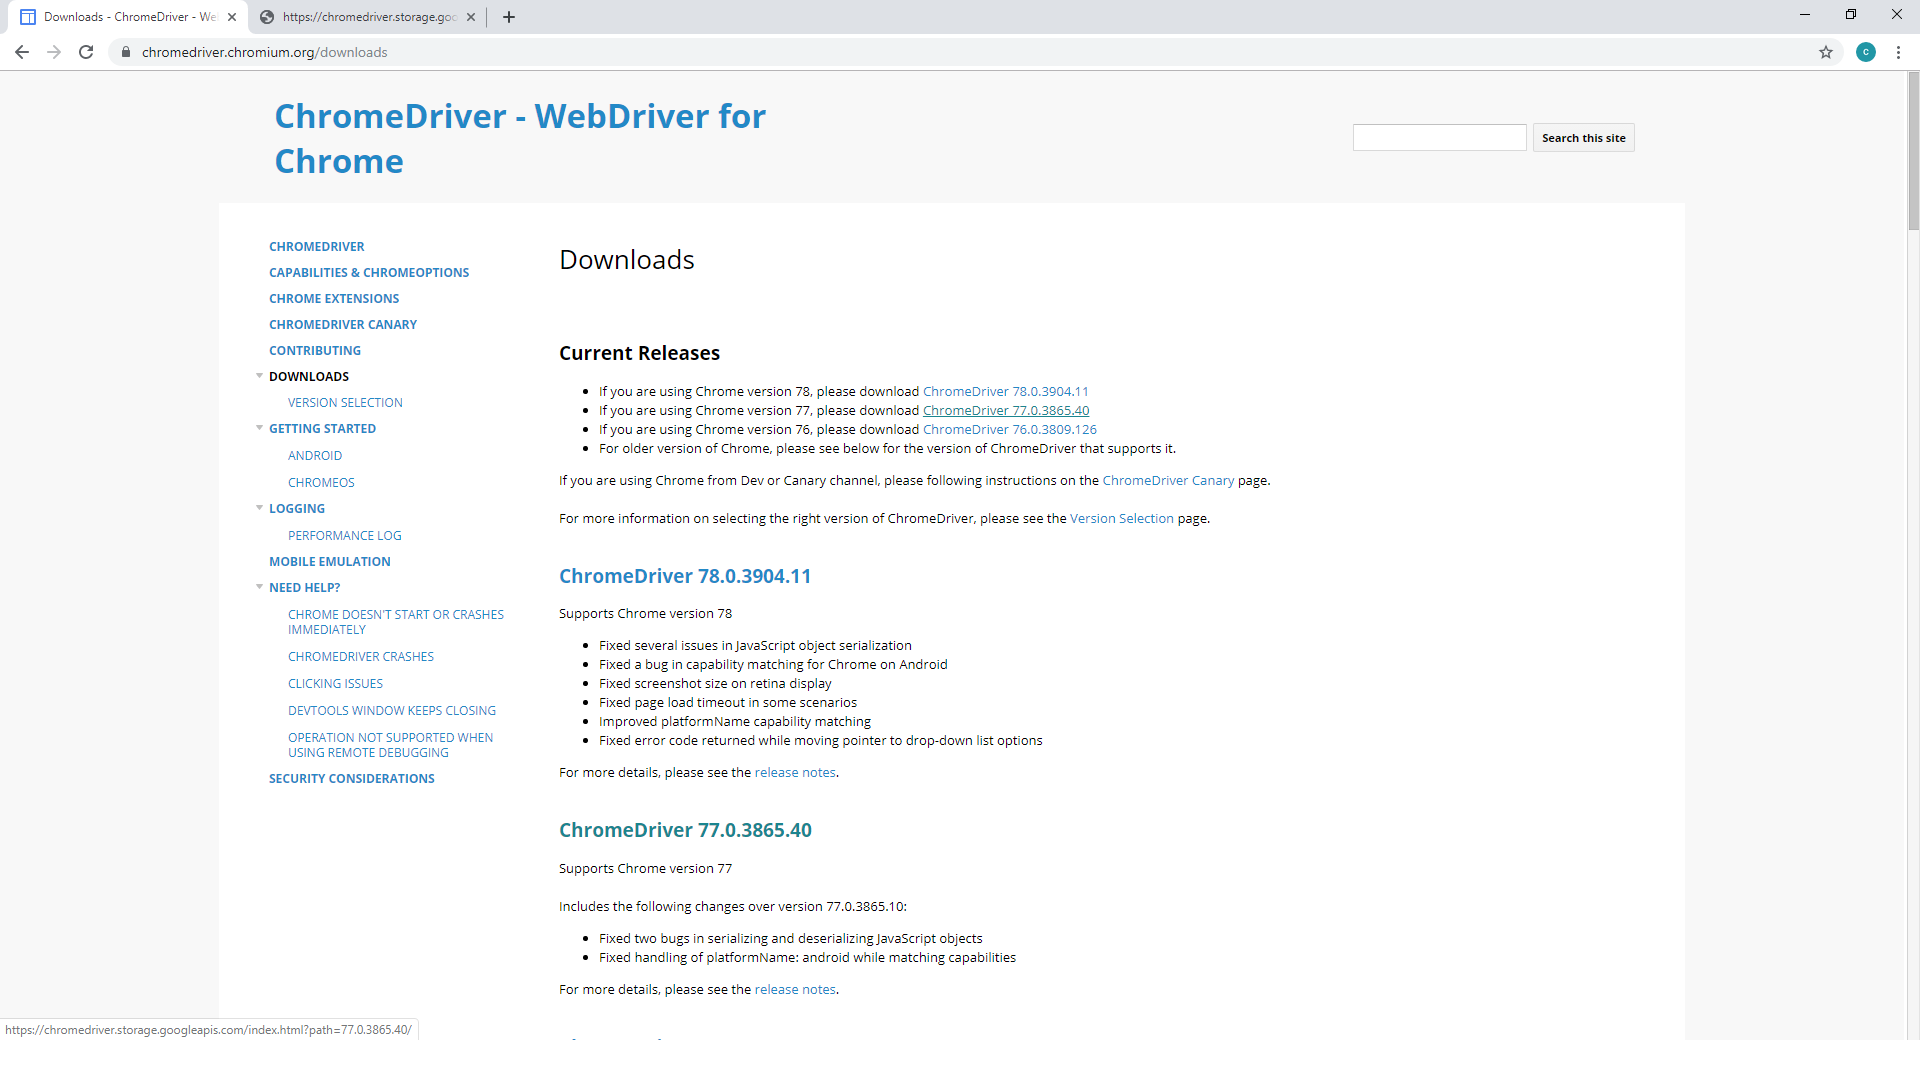 Downloads - ChromeDriver - We
https://chromedriver.storage.goo
chromedriver.chromium.org/downloads
c
ChromeDriver - WebDriver for
Chrome
Search this site
CHROMEDRIVER
CAPABILITIES & CHROMEOPTIONS
CHROME EXTENSIONS
CHROMEDRIVER CANARY
CONTRIBUTING
DOWNLOADS
VERSION SELECTION
GETTING STARTED
ANDROID
CHROMEOS
LOGGING
PERFORMANCE LOG
MOBILE EMULATION
NEED HELP?
CHROME DOESN'T START OR CRASHES
IMMEDIATELY
CHROMEDRIVER CRASHES
CLICKING ISSUES
DEVTOOLS WINDOW KEEPS CLOSING
OPERATION NOT SUPPORTED WHEN
USING REMOTE DEBUGGING
SECURITY CONSIDERATIONS
Downloads
Current Releases
If you are using Chrome version 78, please download ChromeDriver 78.0.3904.11
If you are using Chrome version 77, please download ChromeDriver 77.0.3865.40
If you are using Chrome version 76, please download ChromeDriver 76.0.3809.126
For older version of Chrome, please see below for the version of ChromeDriver that supports it.
If you are using Chrome from Dev or Canary channel, please following instructions on the ChromeDriver Canary page.
For more information on selecting the right version of ChromeDriver, please see the Version Selection page.
ChromeDriver 78.0.3904.11
Supports Chrome version 78
Fixed several issues in JavaScript object serialization
Fixed a bug in capability matching for Chrome on Android
Fixed screenshot size on retina display
Fixed page load timeout in some scenarios
Improved platformName capability matching
Fixed error code returned while moving pointer to drop-down list options
For more details, please see the release notes.
ChromeDriver 77.0.3865.40
Supports Chrome version 77
Includes the following changes over version 77.0.3865.10:
Fixed two bugs in serializing and deserializing JavaScript objects
Fixed handling of platformName: android while matching capabilities
For more details, please see the release notes.
https://chromedriver.storage.googleapis.com/index.html?path=77.0.3865.40/